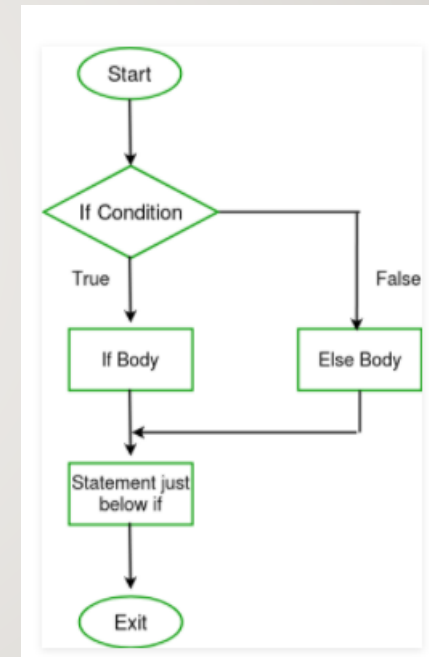 Start
If Condition
True
False
If Body
Else Body
Statement just
below if
Exit